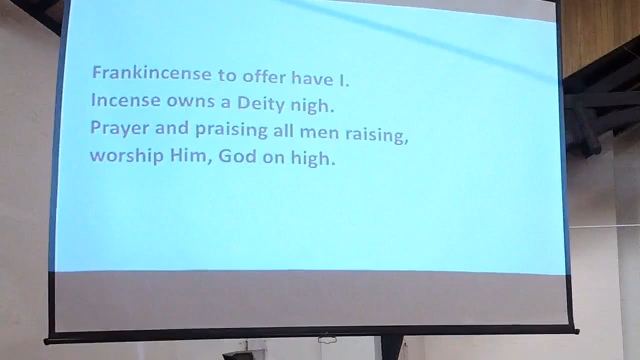 Frankincense to offer have I.
Incense owns a Deity nigh.
Prayer and praising all men raising,
worship Him, God on high.